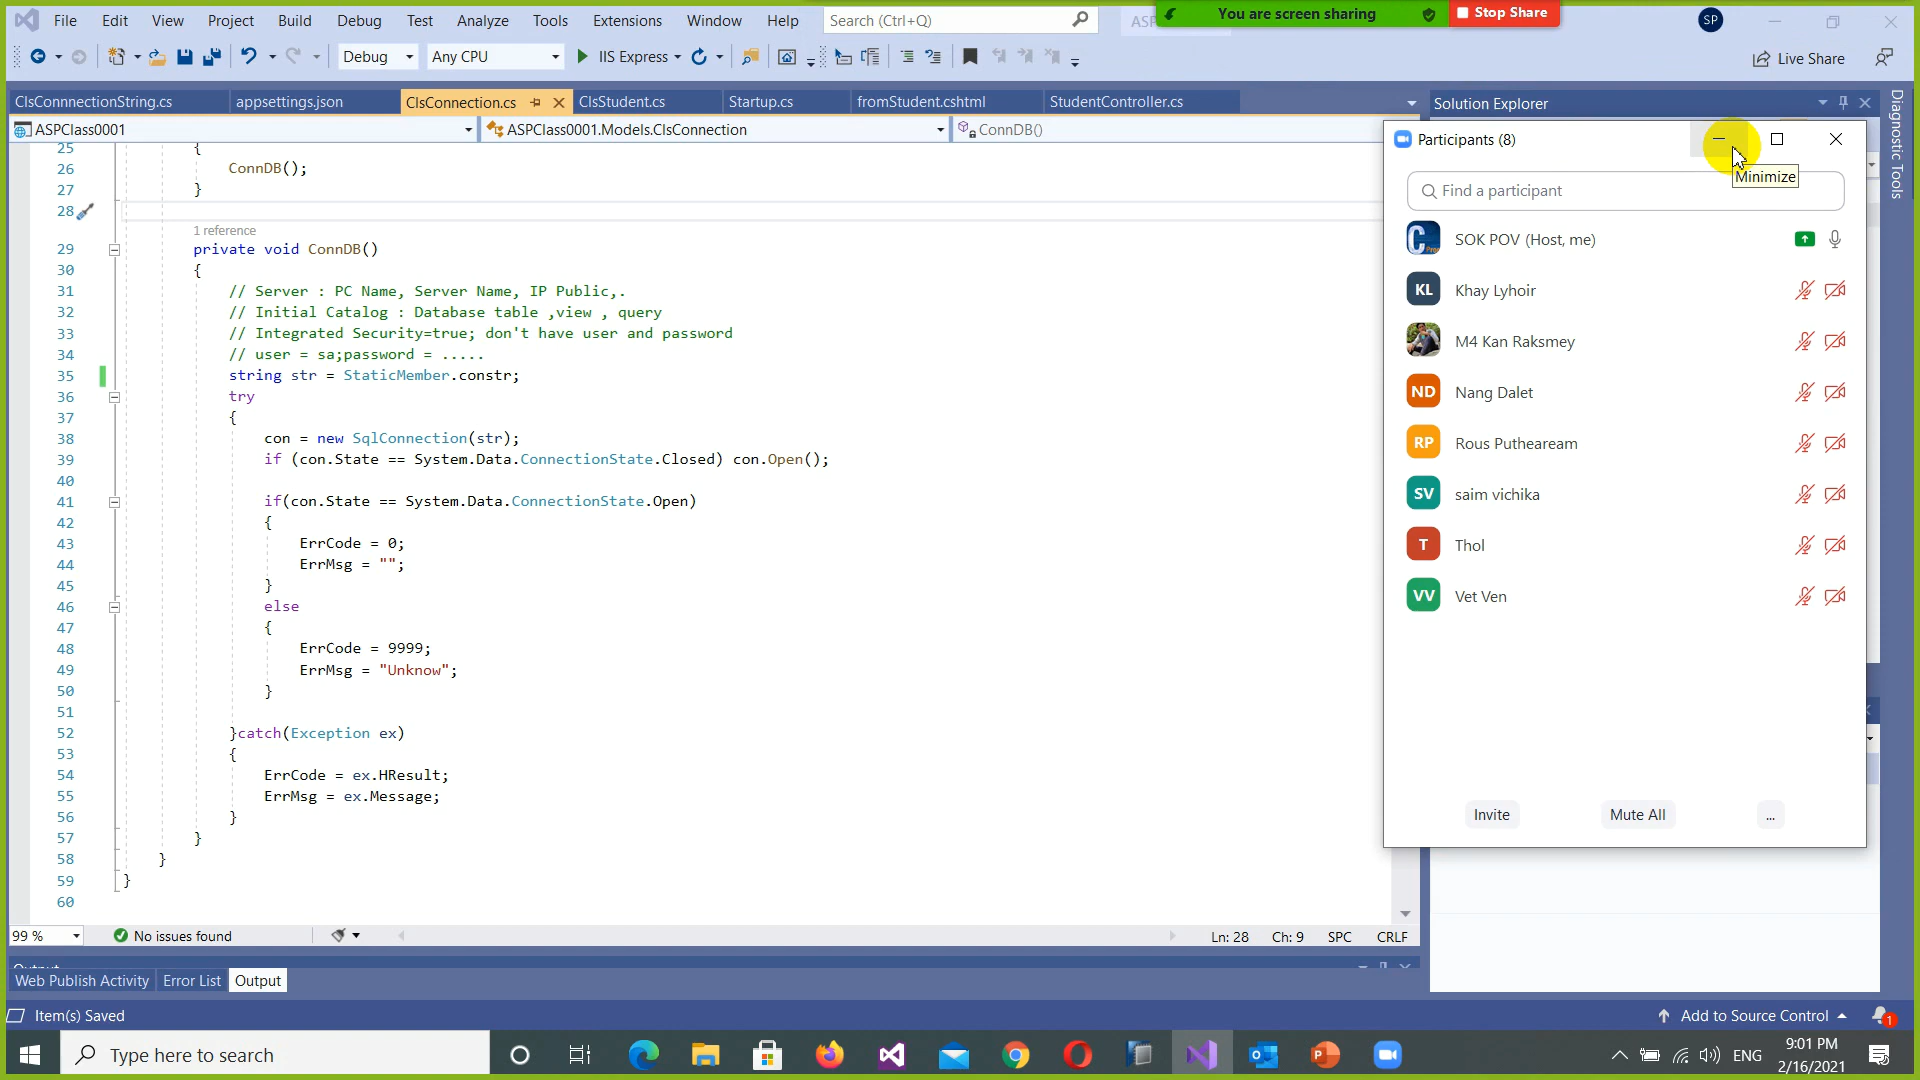 File Edit View Project Build Debug Test Analyze Tools Extensions Window Help Search (Ctrl+Q) ASP You are screen sharing Stop Share SP
Debug Any CPU IIS Express Live Share
ClsConnnectionString.cs appsettings.json ClsConnection.cs ClsStudent.cs Startup.cs fromStudent.cshtml StudentController.cs Solution Explorer
ASPClass0001 ASPClass0001.Models.ClsConnection ConnDB()
Diagnostic Tools
25 {
26 ConnDB();
27 }
28
1 reference
29 private void ConnDB()
30 {
31 // Server : PC Name, Server Name, IP Public,.
32 // Initial Catalog : Database table ,view , query
33 // Integrated Security=true; don't have user and password
34 // user = sa;password = .....
35 string str = StaticMember.constr;
36 try
37 {
38 con = new SqlConnection(str);
39 if (con.State == System.Data.ConnectionState.Closed) con.Open();
40
41 if(con.State == System.Data.ConnectionState.Open)
42 {
43 ErrCode = 0;
44 ErrMsg = "";
45 }
46 else
47 {
48 ErrCode = 9999;
49 ErrMsg = "Unknow";
50 }
51
52 }catch(Exception ex)
53 {
54 ErrCode = ex.HResult;
55 ErrMsg = ex.Message;
56 }
57 }
58 }
59 }
60
Participants (8)
Minimize
Find a participant
SOK POV (Host, me)
KL Khay Lyhoir
M4 Kan Raksmey
ND Nang Dalet
RP Rous Putheaream
SV saim vichika
T Thol
VV Vet Ven
Invite Mute All ...
99 % No issues found Ln: 28 Ch: 9 SPC CRLF
Output
Web Publish Activity Error List Output
Item(s) Saved Add to Source Control 1
Type here to search ENG 9:01 PM
2/16/2021